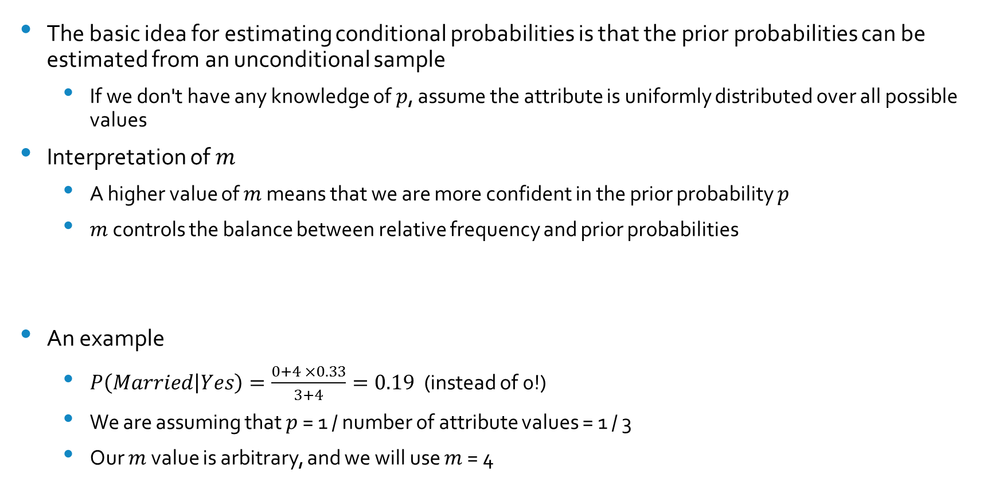 • The basic idea for estimating conditional probabilities is that the prior probabilities can be
estimated from an unconditional sample
• If we don't have any knowledge of p, assume the attribute is uniformly distributed over all possible
values
• Interpretation of m
• A higher value of m means that we are more confident in the prior probability p
• m controls the balance between relative frequency and prior probabilities
• An example
• P(Married|Yes) = (0+4 ×0.33)/(3+4) = 0.19 (instead of 0!)
• We are assuming that p = 1 / number of attribute values = 1 / 3
• Our m value is arbitrary, and we will use m = 4